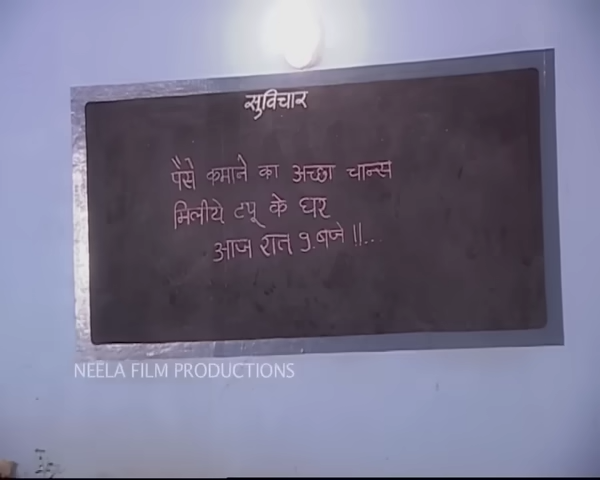 सुविचार
पैसे कमाने का अच्छा चान्स
मिलीये टपू के घर
आज रात 9 बजे !!...
NEELA FILM PRODUCTIONS